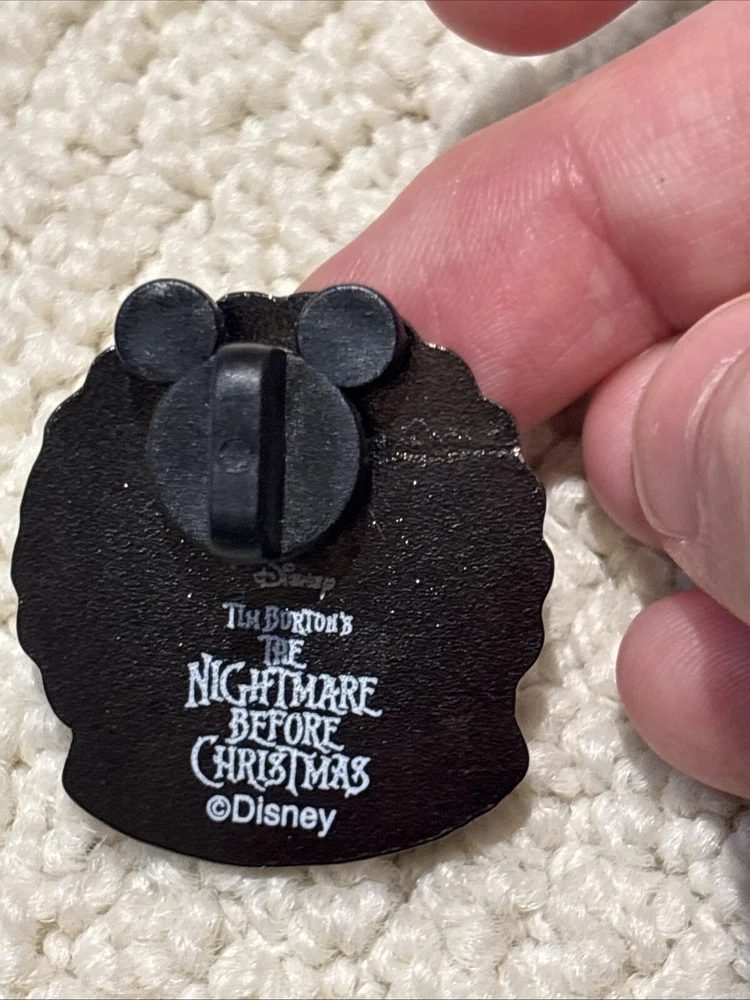 Disney
TIM BURTON'S
THE
NIGHTMARE
BEFORE
CHRISTMAS
©Disney